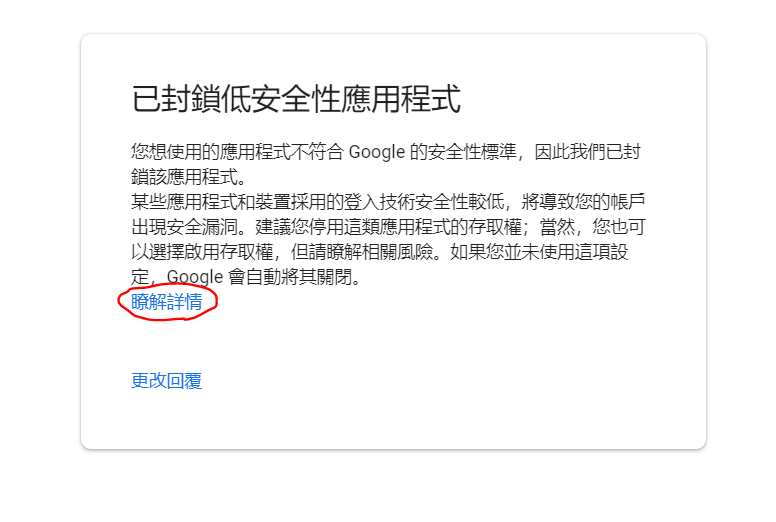 已封鎖低安全性應用程式
您想使用的應用程式不符合 Google 的安全性標準，因此我們已封
鎖該應用程式。
某些應用程式和裝置採用的登入技術安全性較低，將導致您的帳戶
出現安全漏洞。建議您停用這類應用程式的存取權；當然，您也可
以選擇啟用存取權，但請瞭解相關風險。如果您並未使用這項設
定，Google 會自動將其關閉。
瞭解詳情
更改回覆